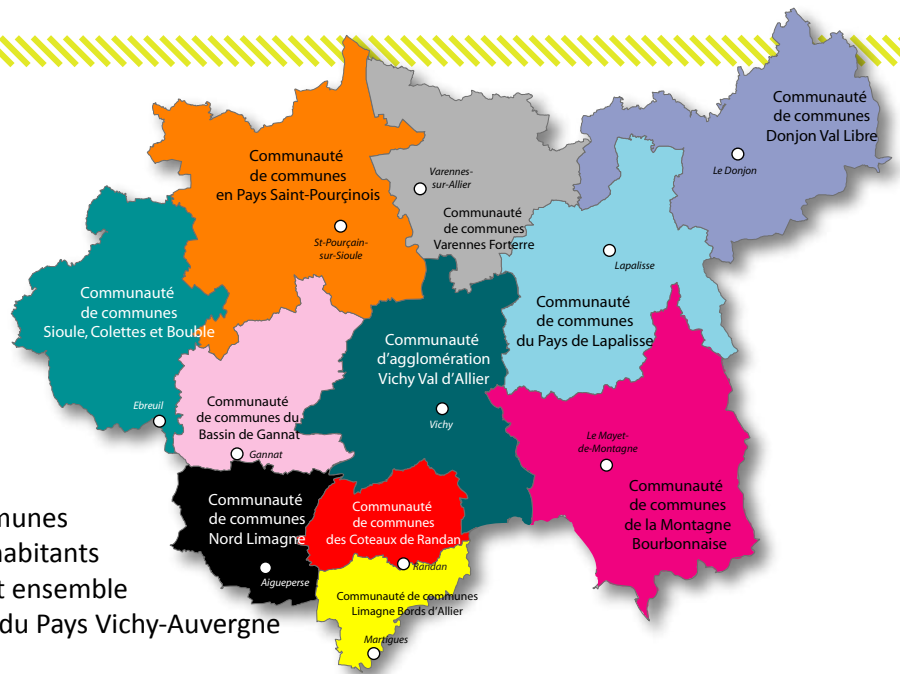 Communauté
de communes
Donjon Val Libre
Le Donjon
Communauté
de communes
en Pays Saint-Pourçinois
St-Pourçain-
sur-Sioule
Varennes-
sur-Allier
Communauté
de communes
Varennes Forterre
Lapalisse
Communauté
de communes
du Pays de Lapalisse
Communauté
de communes
Sioule, Colettes et Bouble
Ebreuil
Communauté
d'agglomération
Vichy Val d'Allier
Vichy
Communauté
de communes du
Bassin de Gannat
Gannat
Le Mayet-
de-Montagne
Communauté
de communes
de la Montagne
Bourbonnaise
Communauté
de communes
Nord Limagne
Aigueperse
Communauté
de communes
des Coteaux de Randan
Randan
Communauté de communes
Limagne Bords d'Allier
Martigues
munes
habitants
t ensemble
du Pays Vichy-Auvergne